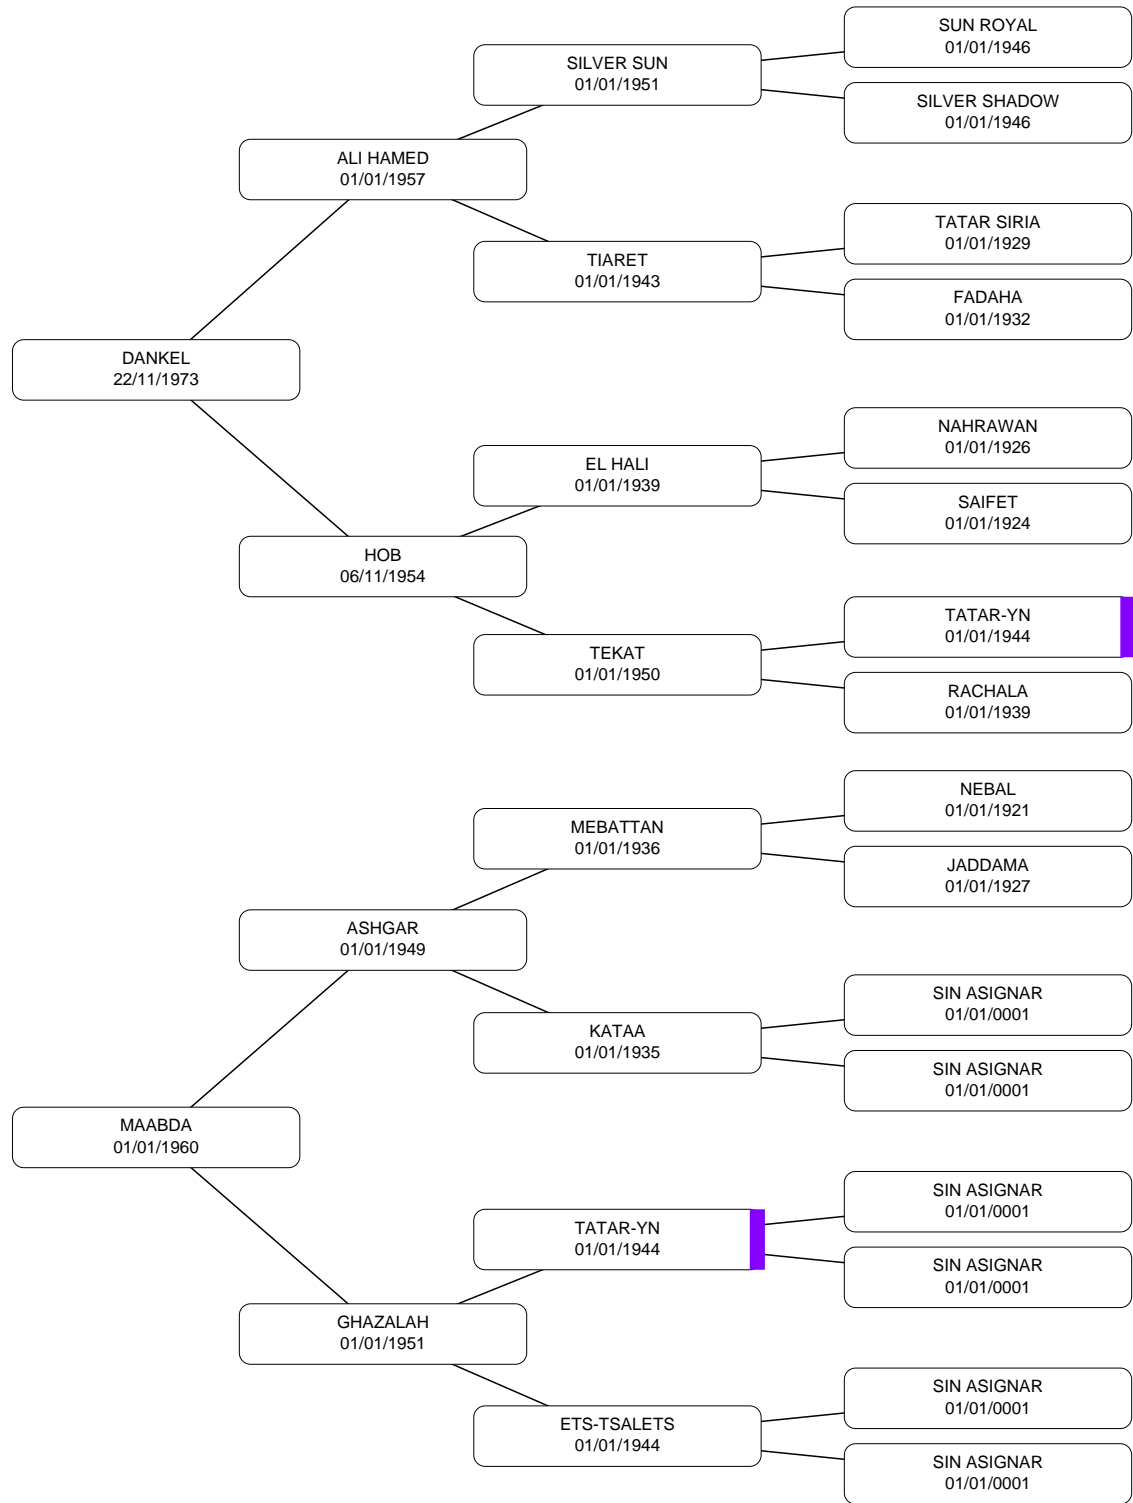 SUN ROYAL
01/01/1946
SILVER SUN
01/01/1951
SILVER SHADOW
01/01/1946
ALI HAMED
01/01/1957
TATAR SIRIA
01/01/1929
TIARET
01/01/1943
FADAHA
01/01/1932
DANKEL
22/11/1973
NAHRAWAN
01/01/1926
EL HALI
01/01/1939
SAIFET
01/01/1924
HOB
06/11/1954
TATAR-YN
01/01/1944
TEKAT
01/01/1950
RACHALA
01/01/1939
NEBAL
01/01/1921
MEBATTAN
01/01/1936
JADDAMA
01/01/1927
ASHGAR
01/01/1949
SIN ASIGNAR
01/01/0001
KATAA
01/01/1935
SIN ASIGNAR
01/01/0001
MAABDA
01/01/1960
SIN ASIGNAR
01/01/0001
TATAR-YN
01/01/1944
SIN ASIGNAR
01/01/0001
GHAZALAH
01/01/1951
SIN ASIGNAR
01/01/0001
ETS-TSALETS
01/01/1944
SIN ASIGNAR
01/01/0001